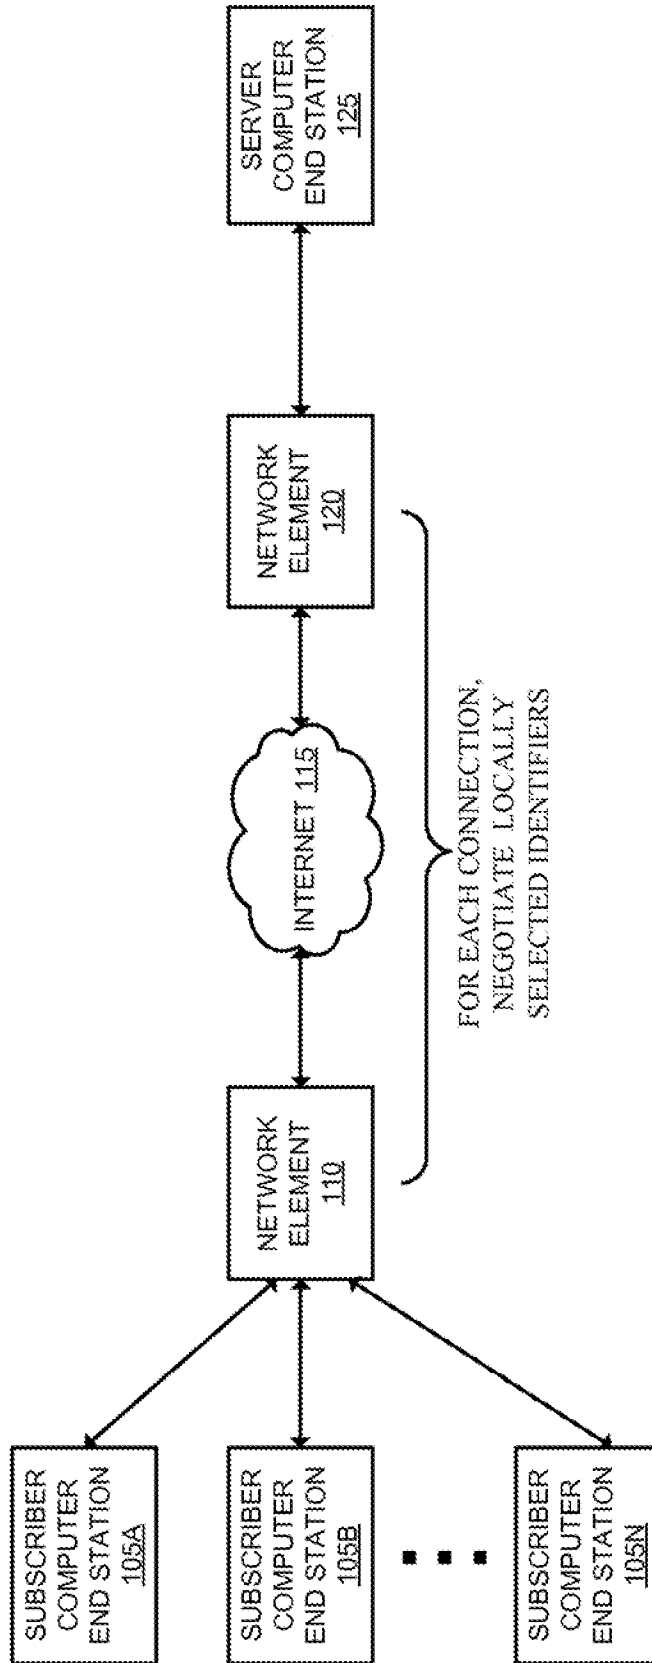 SUBSCRIBER
COMPUTER
END STATION
105A
SUBSCRIBER
COMPUTER
END STATION
105B
SUBSCRIBER
COMPUTER
END STATION
105N
NETWORK
ELEMENT
110
INTERNET 115
NETWORK
ELEMENT
120
SERVER
COMPUTER
END STATION
125
FOR EACH CONNECTION,
NEGOTIATE LOCALLY
SELECTED IDENTIFIERS